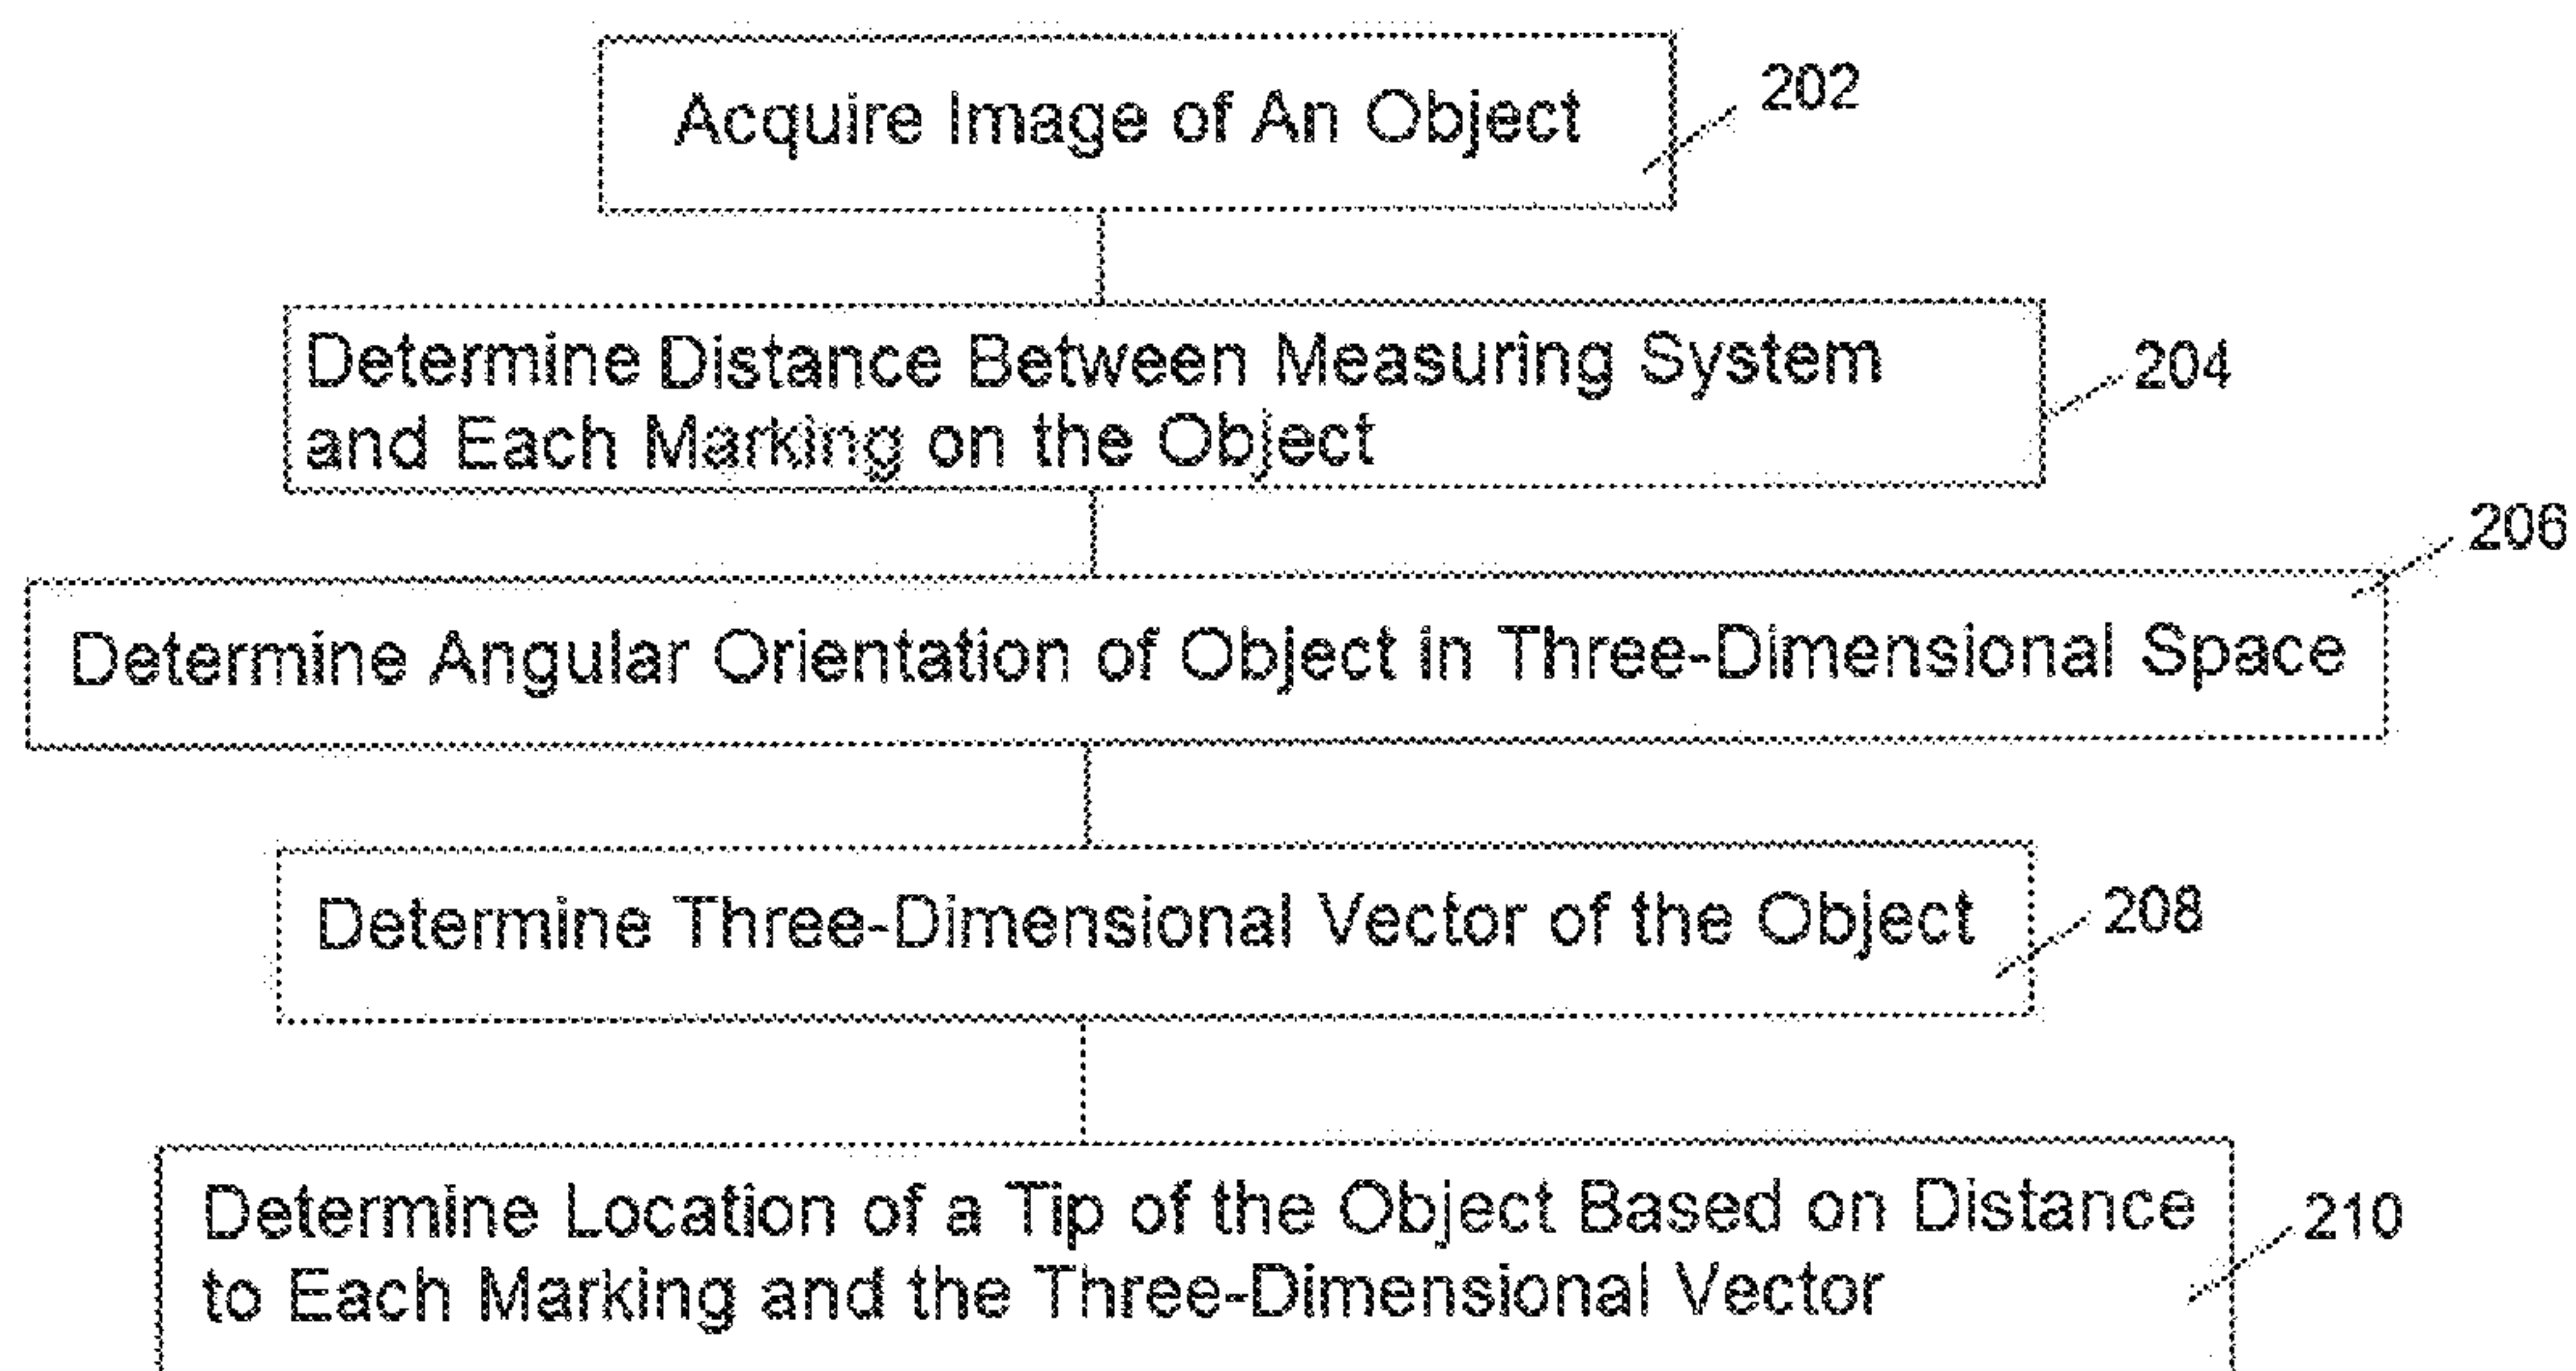 Acquire Image of An Object
202
Determine Distance Between Measuring System
and Each Marking on the Object
204
206
Determine Angular Orientation of Object in Three-Dimensional Space
Determine Three-Dimensional Vector of the Object
208
Determine Location of a Tip of the Object Based on Distance
to Each Marking and the Three-Dimensional Vector
210